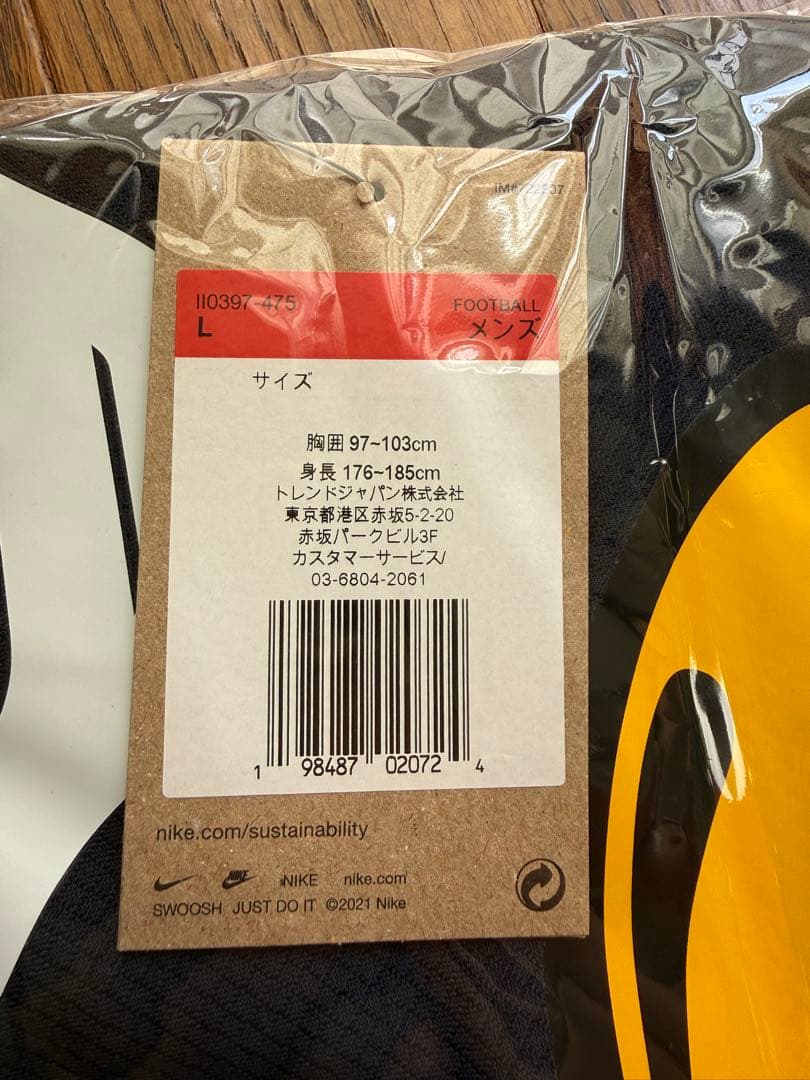 II0397-475
FOOTBALL
L
メンズ
サイズ
胸囲 97~103cm
身長 176~185cm
トレンドジャパン株式会社
東京都港区赤坂5-2-20
赤坂パークビル3F
カスタマーサービス/
03-6804-2061
1 98487 02072 4
nike.com/sustainability
NIKE nike.com
SWOOSH JUST DO IT ©2021 Nike